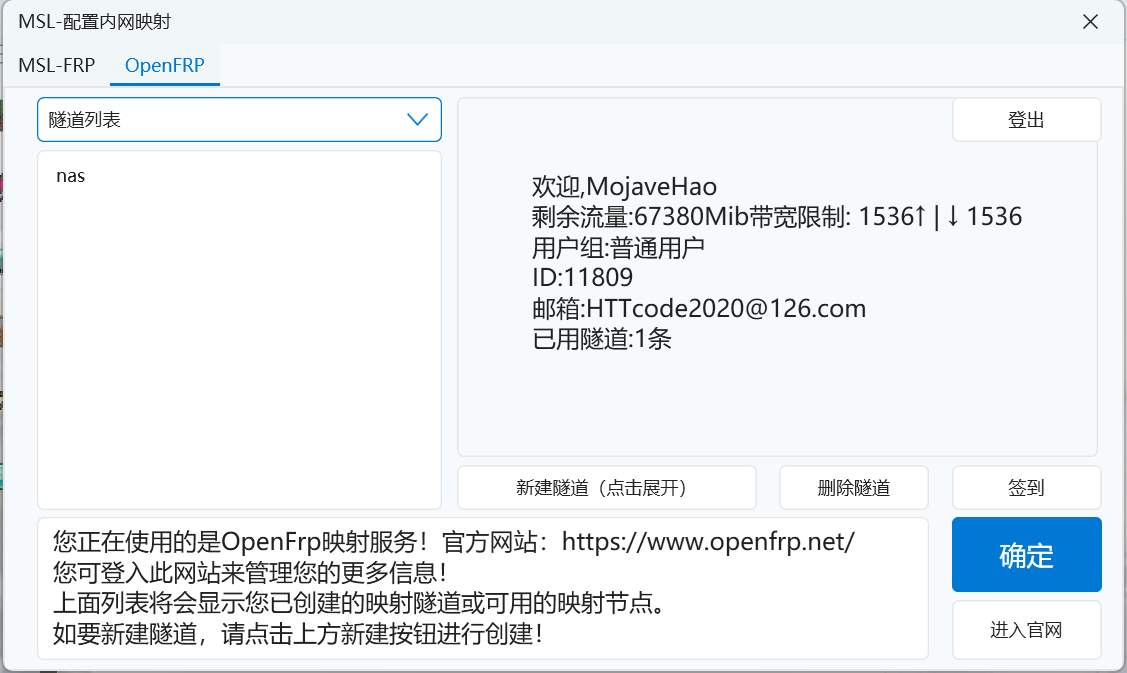 MSL-配置内网映射
MSL-FRP
OpenFRP
隧道列表
登出
nas
欢迎,MojaveHao
剩余流量:67380Mib带宽限制: 1536↑ | ↓ 1536
用户组:普通用户
ID:11809
邮箱:HTTcode2020@126.com
已用隧道:1条
新建隧道（点击展开）
删除隧道
签到
您正在使用的是OpenFrp映射服务！官方网站：https://www.openfrp.net/
您可登入此网站来管理您的更多信息！
上面列表将会显示您已创建的映射隧道或可用的映射节点。
如要新建隧道，请点击上方新建按钮进行创建！
确定
进入官网